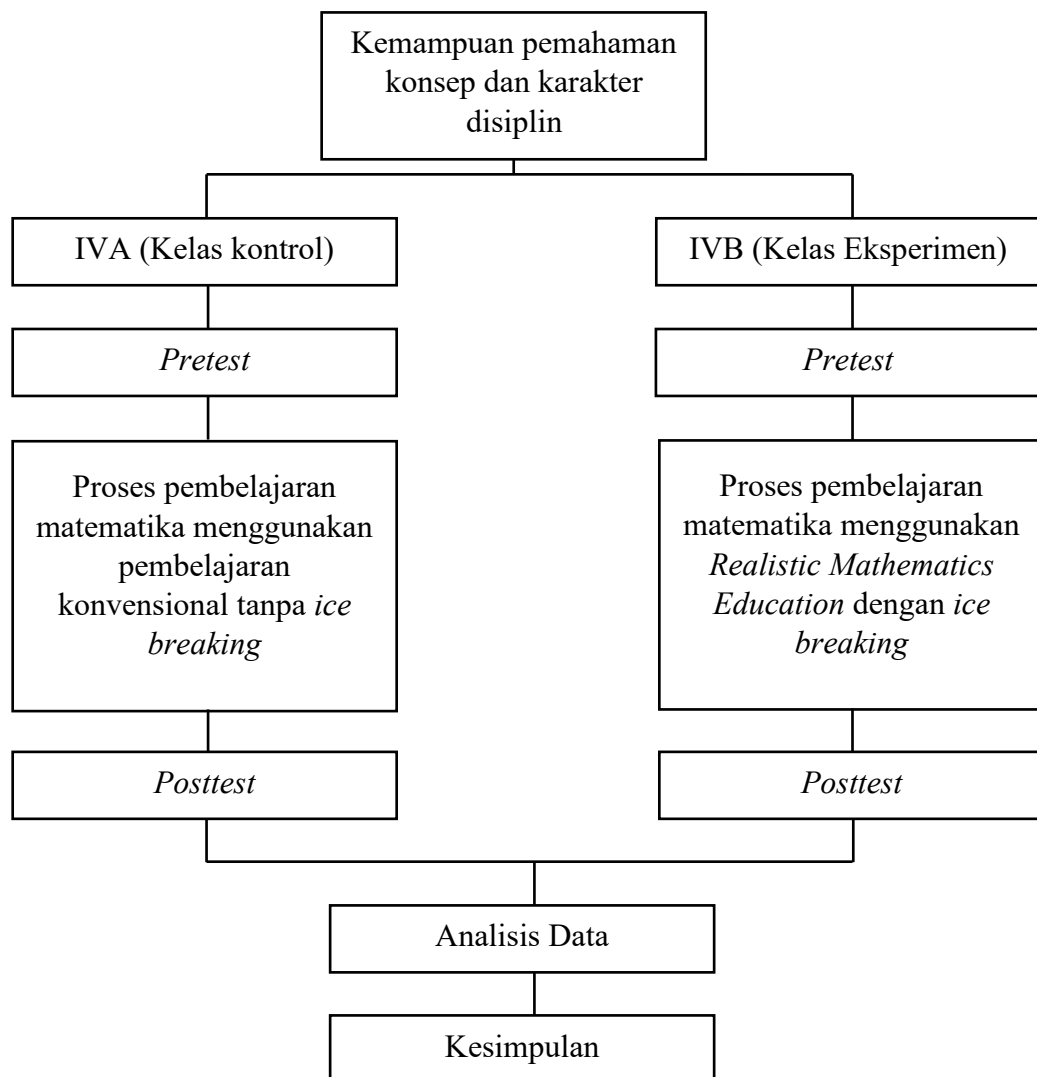 Kemampuan pemahaman
konsep dan karakter
disiplin
IVA (Kelas kontrol)
IVB (Kelas Eksperimen)
Pretest
Pretest
Proses pembelajaran
matematika menggunakan
pembelajaran
konvensional tanpa ice
breaking
Proses pembelajaran
matematika menggunakan
Realistic Mathematics
Education dengan ice
breaking
Posttest
Posttest
Analisis Data
Kesimpulan